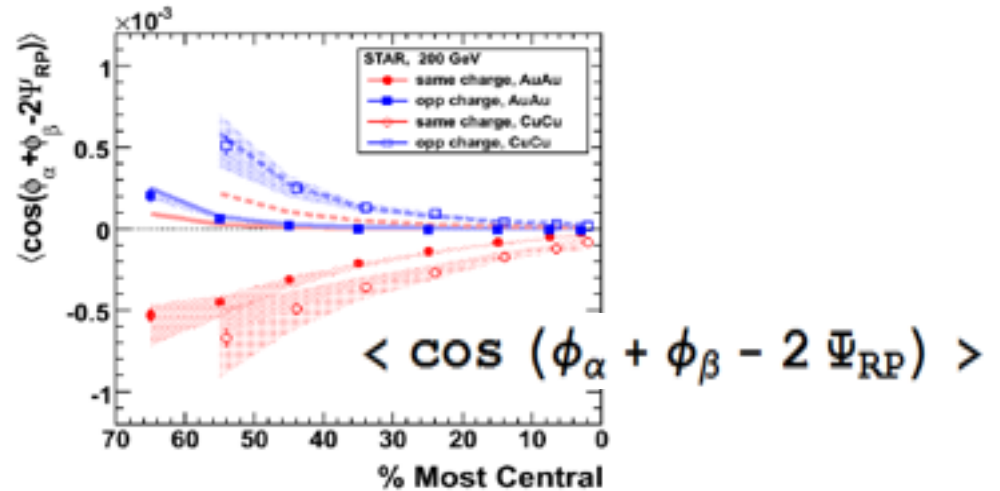 ×10⁻³
⟨cos(ϕα+ϕβ-2ΨRP)⟩
1
0.5
0
-0.5
-1
STAR, 200 GeV
same charge, AuAu
opp charge, AuAu
same charge, CuCu
opp charge, CuCu
< cos (ϕα + ϕβ - 2 ΨRP) >
70 60 50 40 30 20 10 0
% Most Central